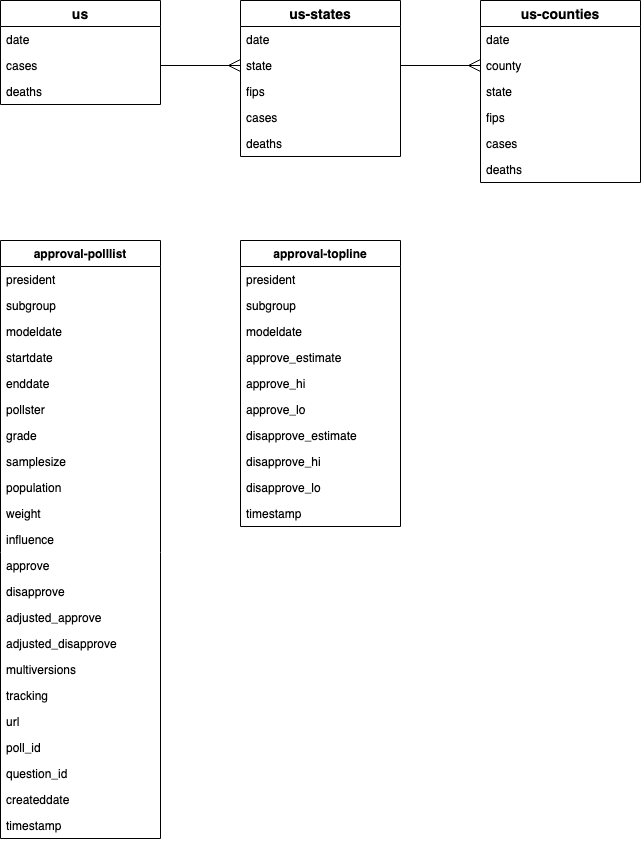 us
date
cases
deaths
us-states
date
state
fips
cases
deaths
us-counties
date
county
state
fips
cases
deaths
approval-polllist
president
subgroup
modeldate
startdate
enddate
pollster
grade
samplesize
population
weight
influence
approve
disapprove
adjusted_approve
adjusted_disapprove
multiversions
tracking
url
poll_id
question_id
createddate
timestamp
approval-topline
president
subgroup
modeldate
approve_estimate
approve_hi
approve_lo
disapprove_estimate
disapprove_hi
disapprove_lo
timestamp